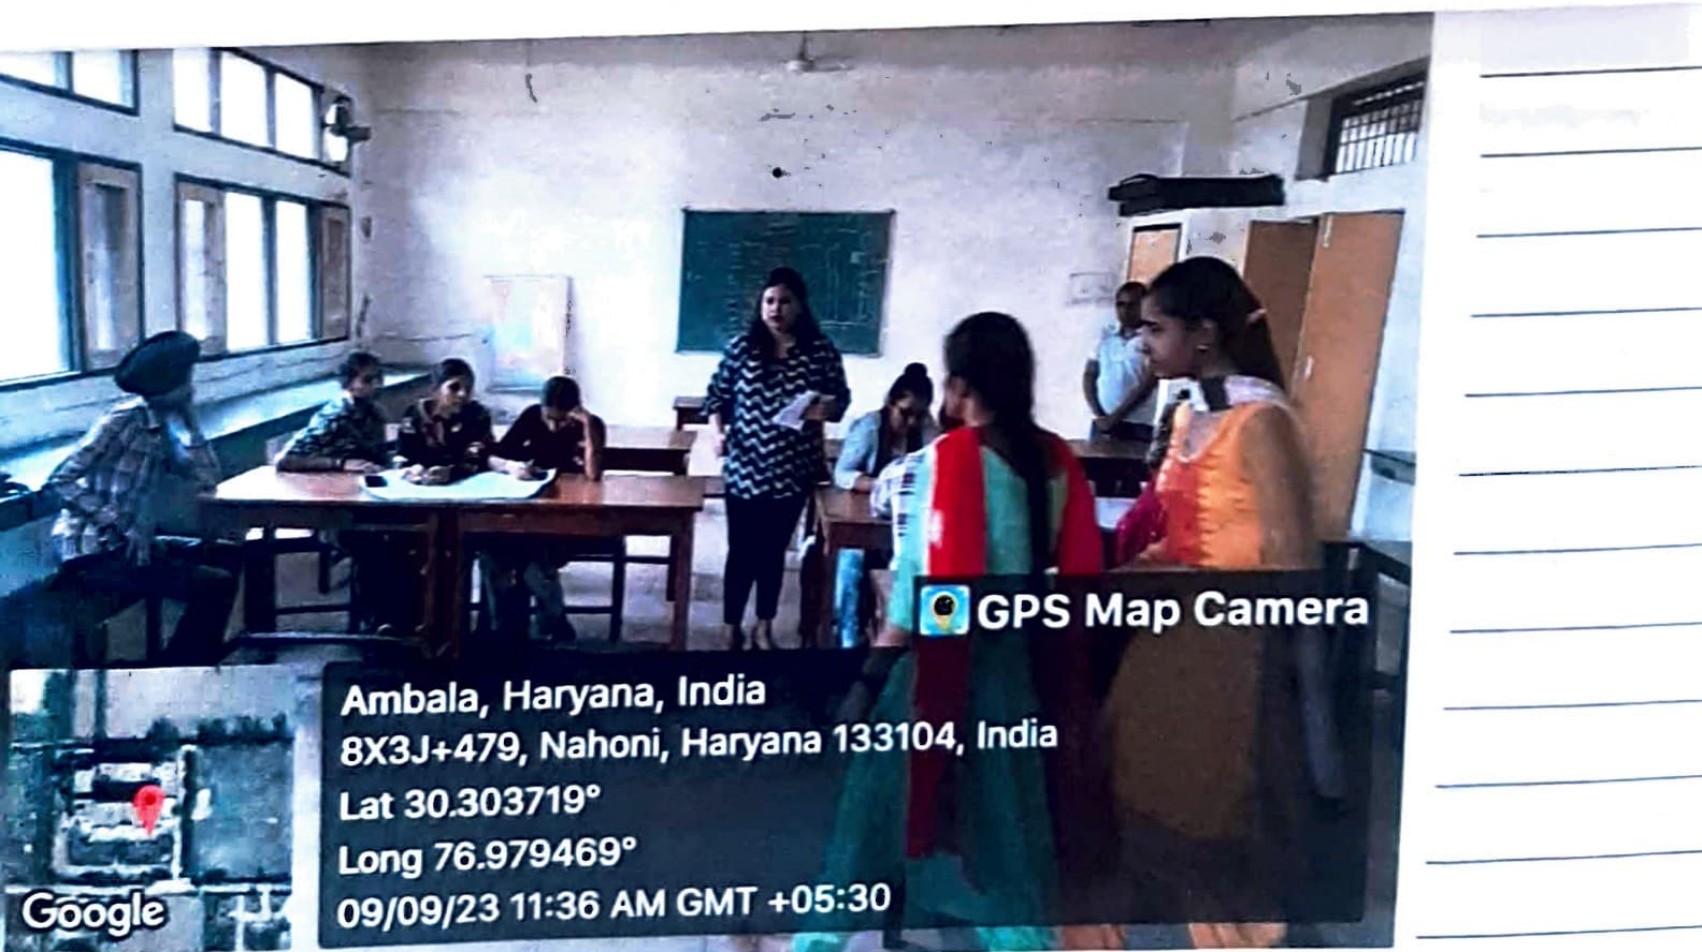 GPS Map Camera
Ambala, Haryana, India
8X3J+479, Nahoni, Haryana 133104, India
Lat 30.303719°
Long 76.979469°
09/09/23 11:36 AM GMT +05:30
Google